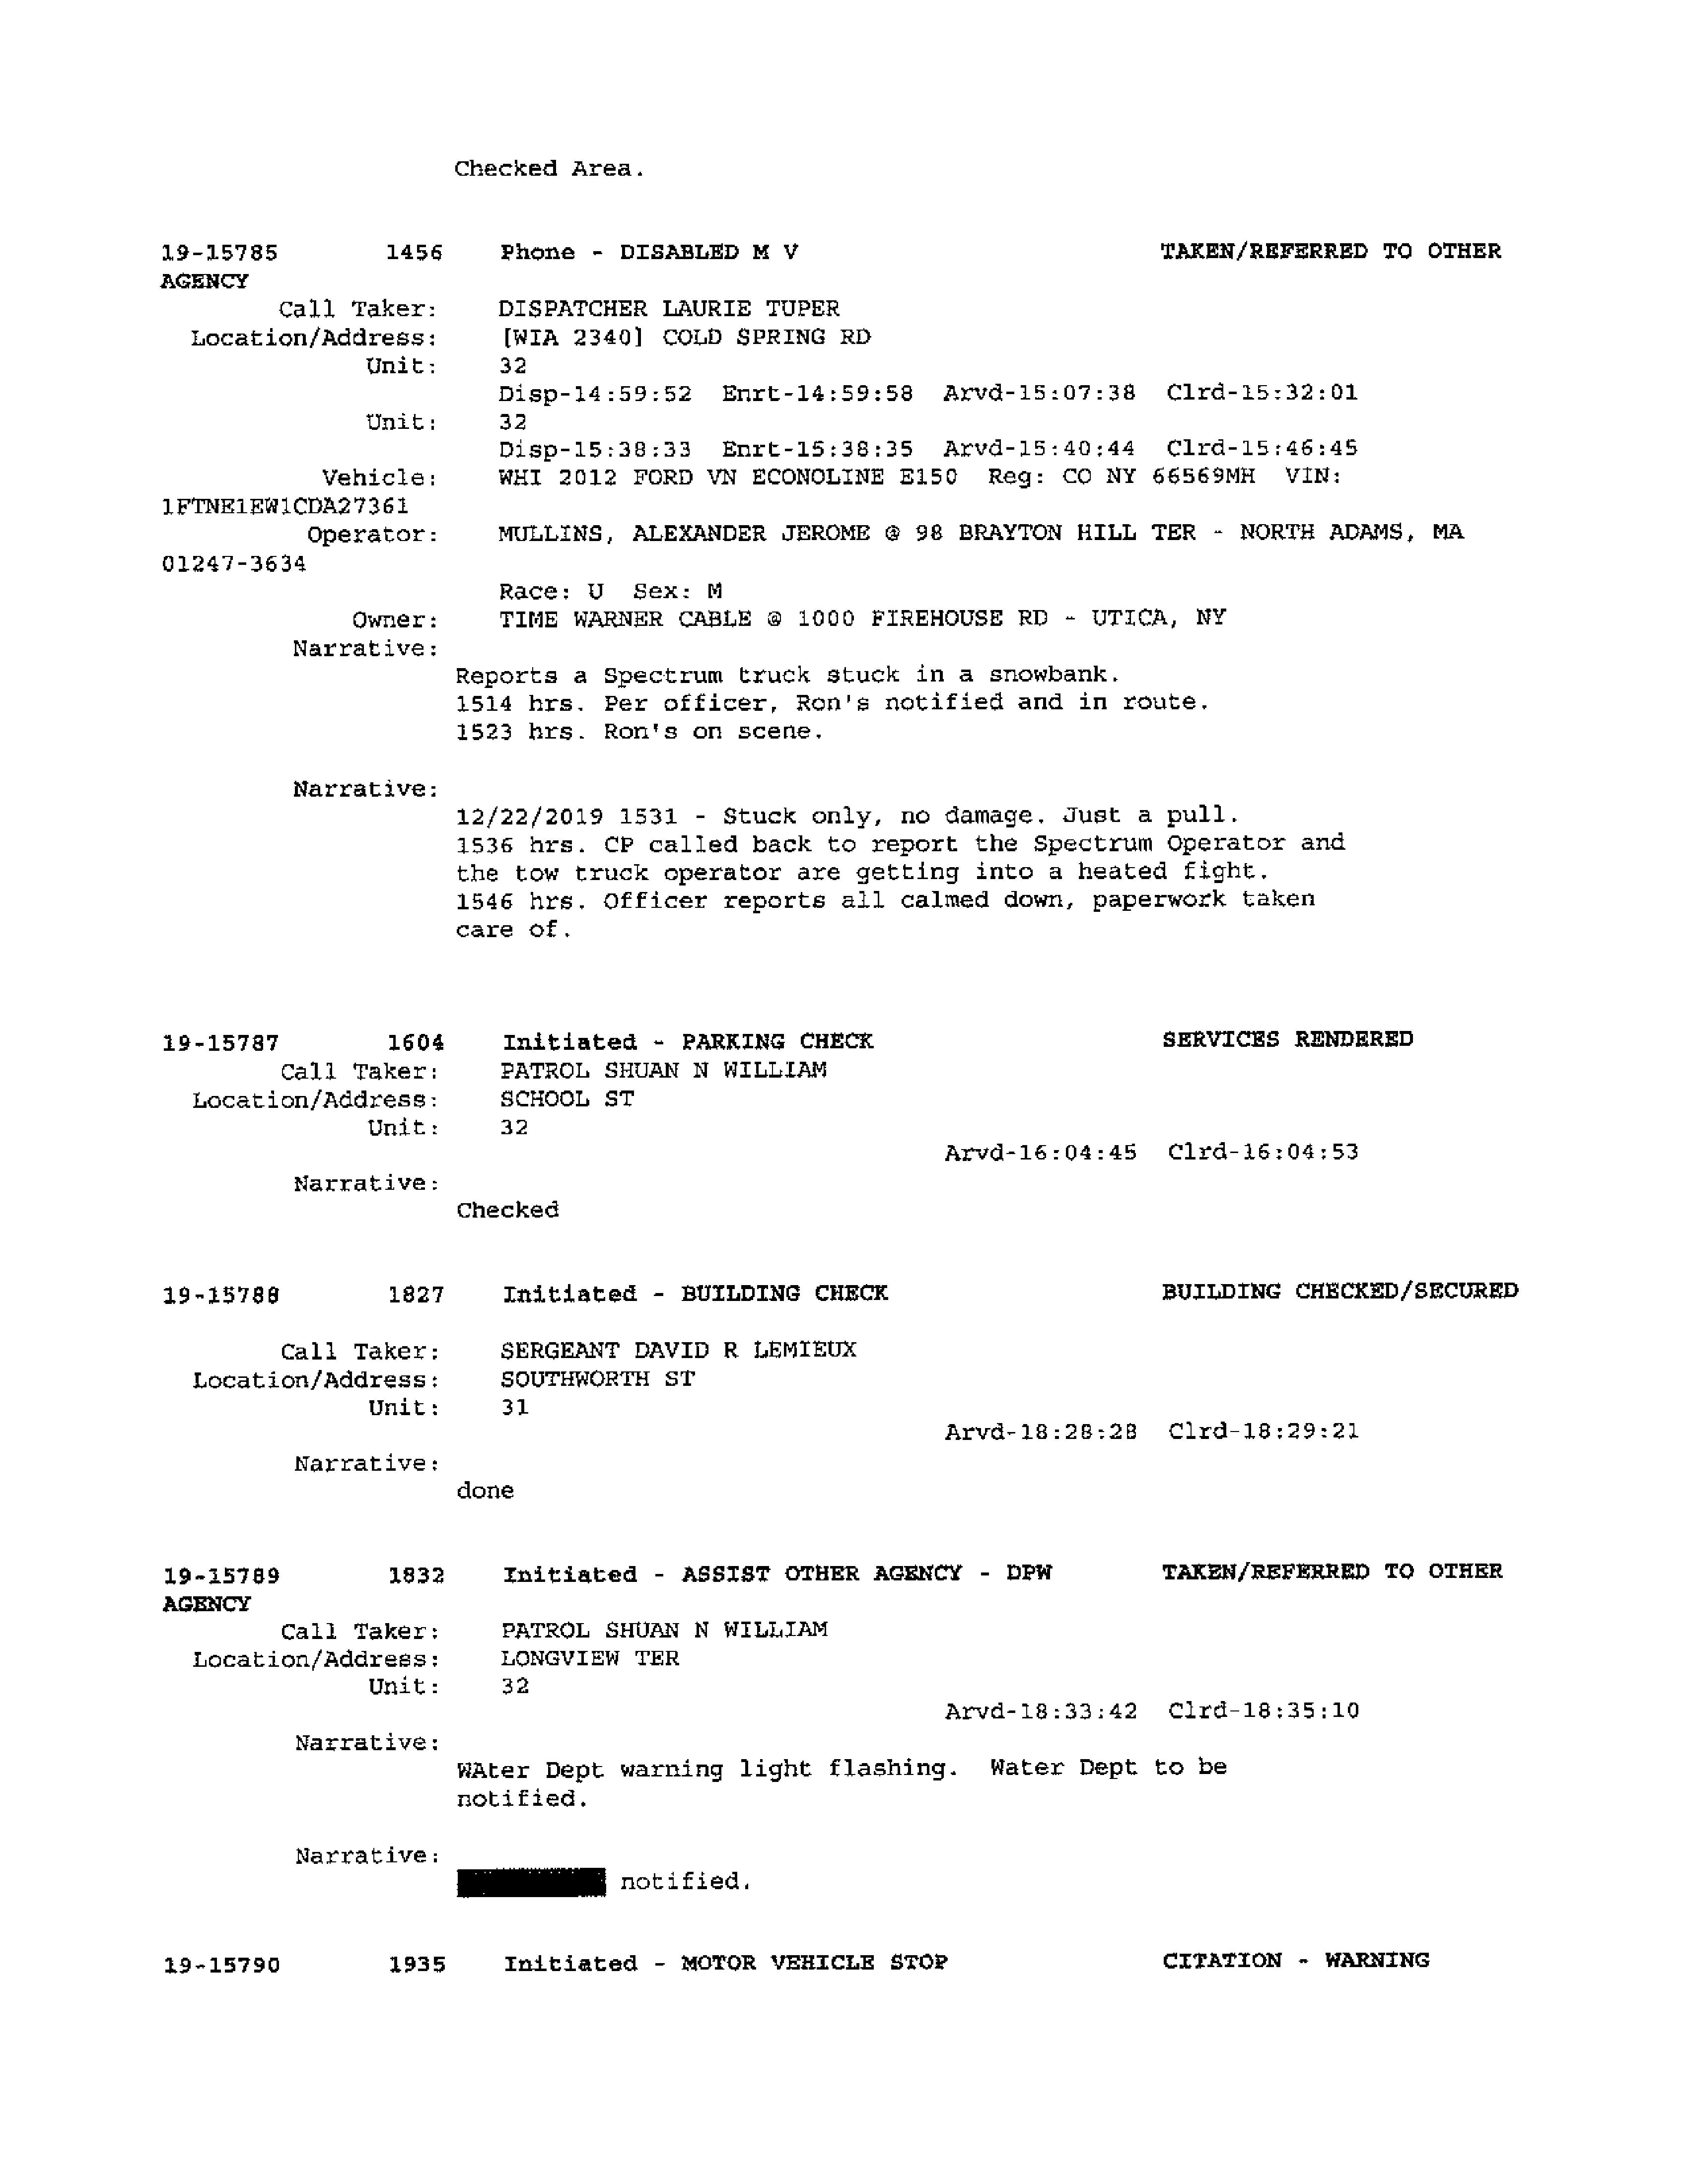 Checked Area.
19-15785 1456 Phone - DISABLED M V TAKEN/REFERRED TO OTHER
AGENCY
Call Taker: DISPATCHER LAURIE TUPER
Location/Address: [WIA 2340] COLD SPRING RD
Unit: 32
Disp-14:59:52 Enrt-14:59:58 Arvd-15:07:38 Clrd-15:32:01
Unit: 32
Disp-15:38:33 Enrt-15:38:35 Arvd-15:40:44 Clrd-15:46:45
Vehicle: WHI 2012 FORD VN ECONOLINE E150 Reg: CO NY 66569MH VIN:
1FTNE1EW1CDA27361
Operator: MULLINS, ALEXANDER JEROME @ 98 BRAYTON HILL TER - NORTH ADAMS, MA
01247-3634
Race: U Sex: M
Owner: TIME WARNER CABLE @ 1000 FIREHOUSE RD - UTICA, NY
Narrative:
Reports a Spectrum truck stuck in a snowbank.
1514 hrs. Per officer, Ron's notified and in route.
1523 hrs. Ron's on scene.
Narrative:
12/22/2019 1531 - Stuck only, no damage. Just a pull.
1536 hrs. CP called back to report the Spectrum Operator and
the tow truck operator are getting into a heated fight.
1546 hrs. Officer reports all calmed down, paperwork taken
care of.
19-15787 1604 Initiated - PARKING CHECK SERVICES RENDERED
Call Taker: PATROL SHUAN N WILLIAM
Location/Address: SCHOOL ST
Unit: 32
Arvd-16:04:45 Clrd-16:04:53
Narrative:
Checked
19-15788 1827 Initiated - BUILDING CHECK BUILDING CHECKED/SECURED
Call Taker: SERGEANT DAVID R LEMIEUX
Location/Address: SOUTHWORTH ST
Unit: 31
Arvd-18:28:28 Clrd-18:29:21
Narrative:
done
19-15789 1832 Initiated - ASSIST OTHER AGENCY - DPW TAKEN/REFERRED TO OTHER
AGENCY
Call Taker: PATROL SHUAN N WILLIAM
Location/Address: LONGVIEW TER
Unit: 32
Arvd-18:33:42 Clrd-18:35:10
Narrative:
WAter Dept warning light flashing. Water Dept to be
notified.
Narrative:
notified.
19-15790 1935 Initiated - MOTOR VEHICLE STOP CITATION - WARNING